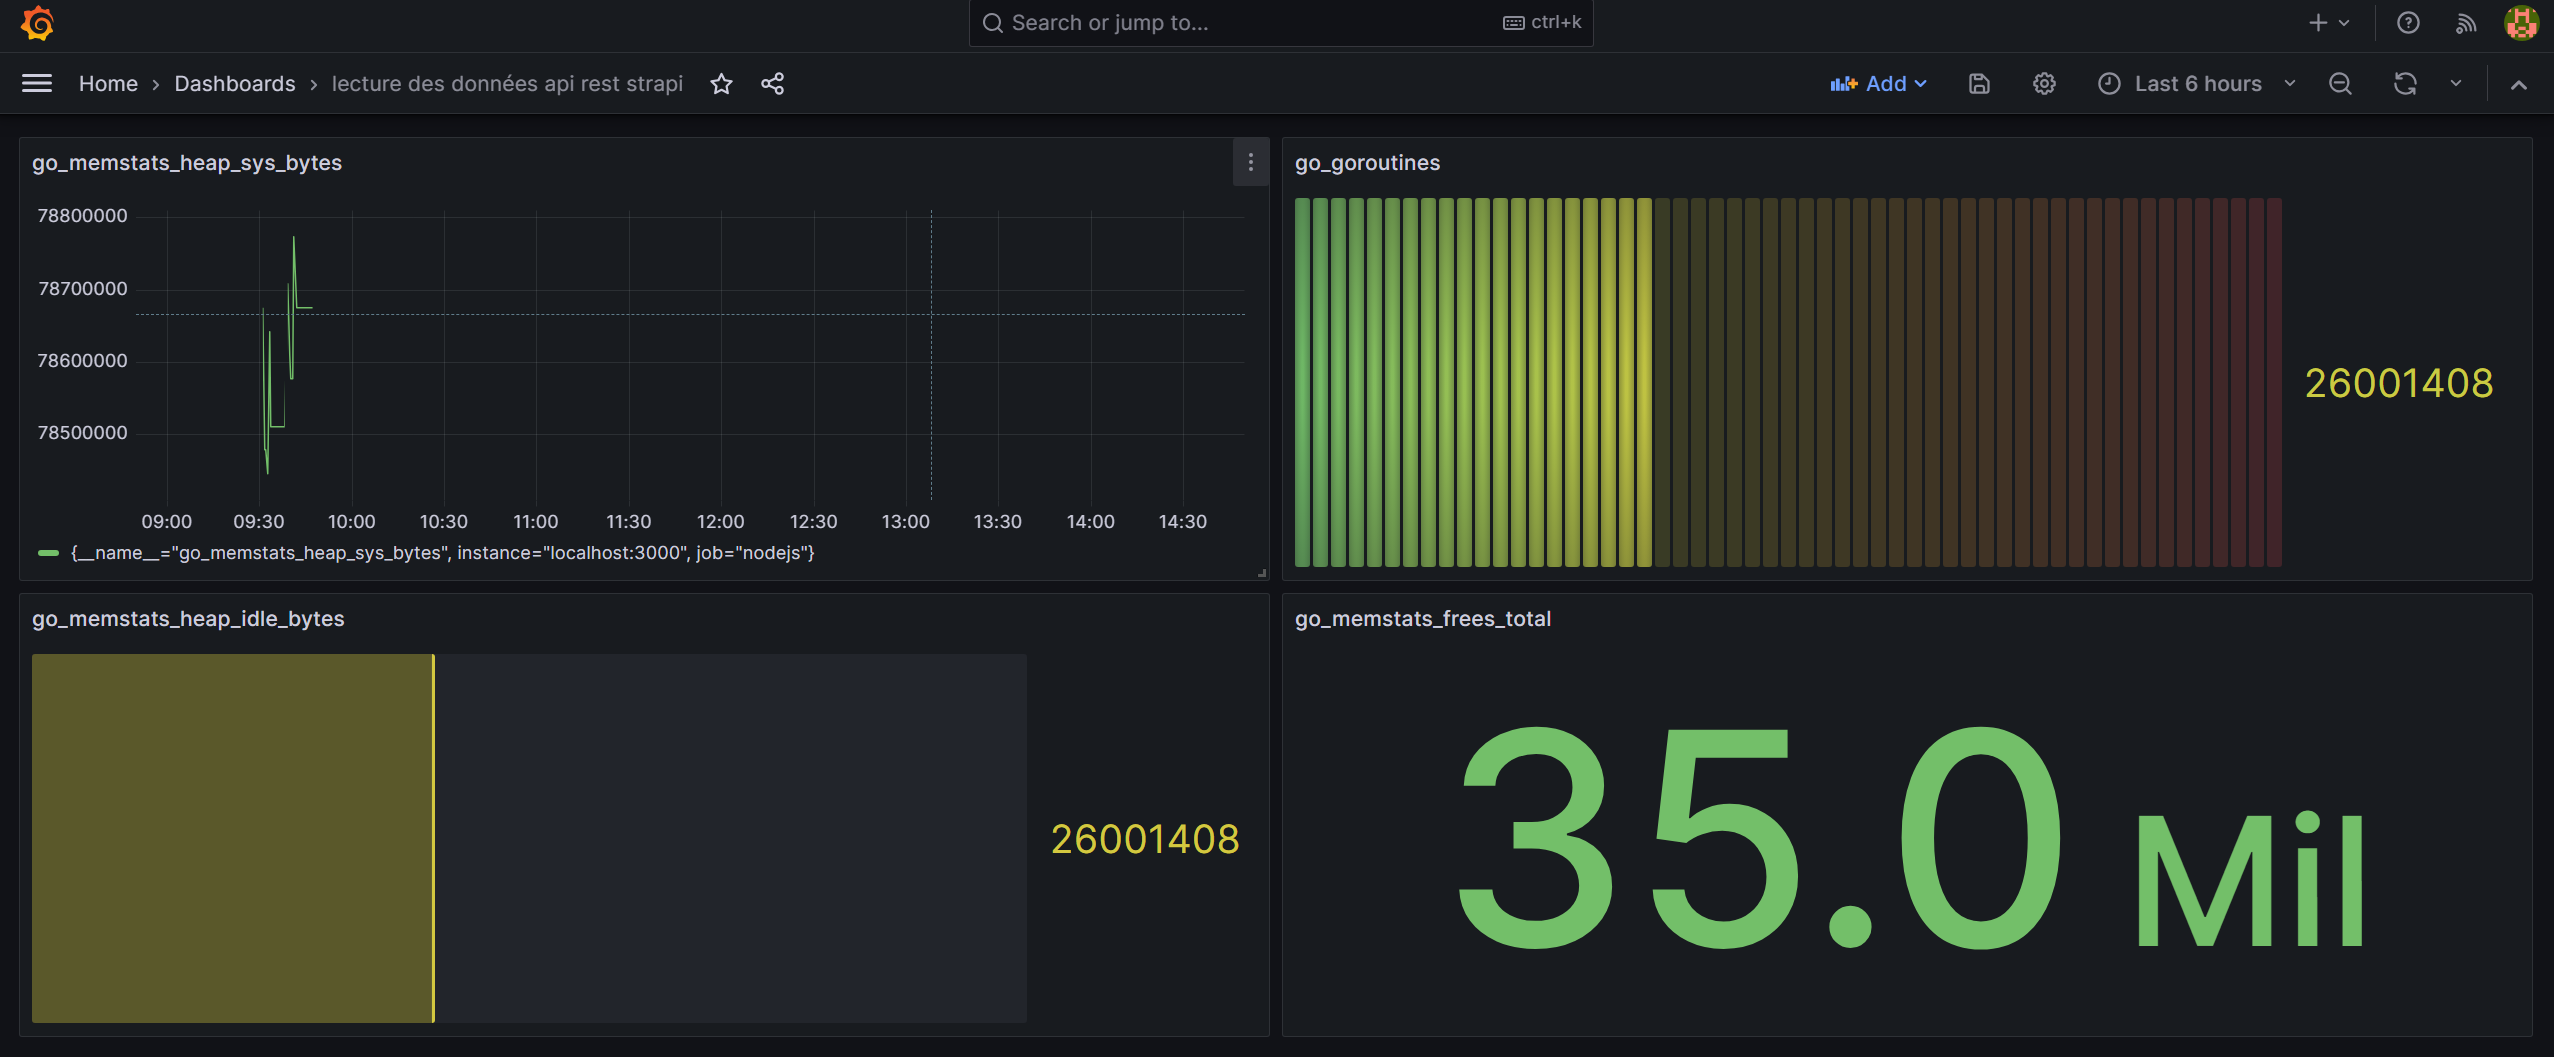 Search or jump to... ctrl+k
Home › Dashboards › lecture des données api rest strapi
Add
Last 6 hours
go_memstats_heap_sys_bytes
78800000
78700000
78600000
78500000
09:00 09:30 10:00 10:30 11:00 11:30 12:00 12:30 13:00 13:30 14:00 14:30
{__name__="go_memstats_heap_sys_bytes", instance="localhost:3000", job="nodejs"}
go_goroutines
26001408
go_memstats_heap_idle_bytes
26001408
go_memstats_frees_total
35.0 Mil